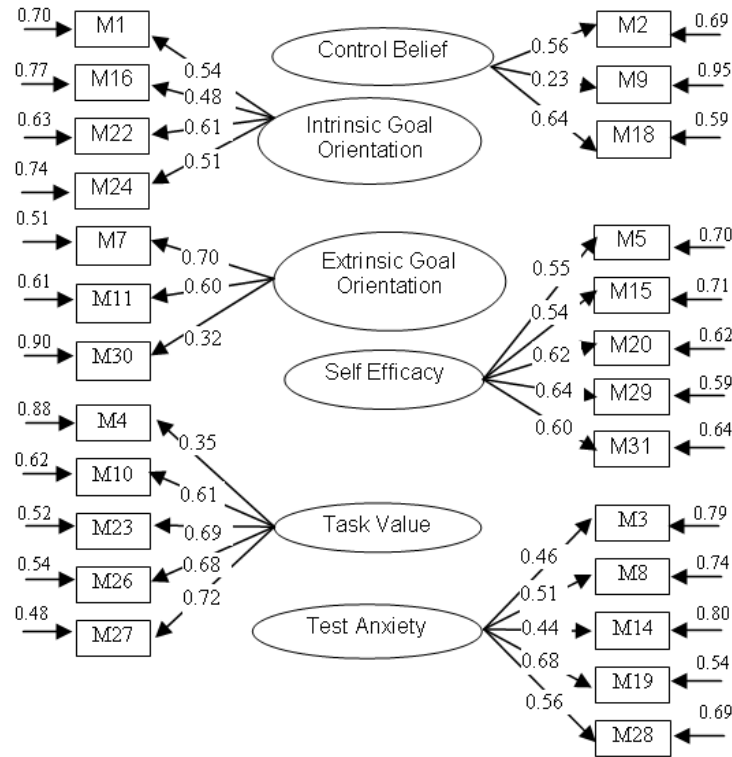 0.70
M1
0.77
M16
0.63
M22
0.74
M24
0.54
0.48
0.61
0.51
Intrinsic Goal
Orientation
Control Belief
0.56
0.23
0.64
M2
0.69
M9
0.95
M18
0.59
0.51
M7
0.61
M11
0.90
M30
0.70
0.60
0.32
Extrinsic Goal
Orientation
Self Efficacy
0.55
0.54
0.62
0.64
0.60
M5
0.70
M15
0.71
M20
0.62
M29
0.59
M31
0.64
0.88
M4
0.62
M10
0.52
M23
0.54
M26
0.48
M27
0.35
0.61
0.69
0.68
0.72
Task Value
Test Anxiety
0.46
0.51
0.44
0.68
0.56
M3
0.79
M8
0.74
M14
0.80
M19
0.54
M28
0.69